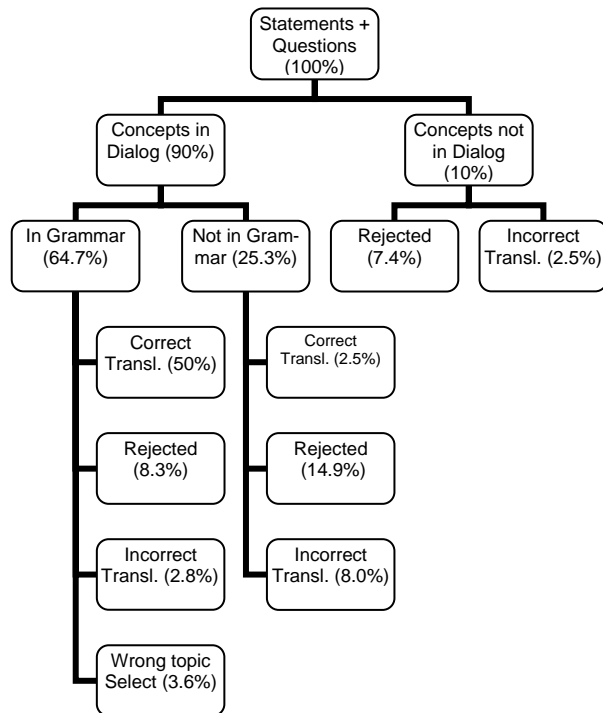 Statements +
Questions
(100%)
Concepts in
Dialog (90%)
Concepts not
in Dialog
(10%)
In Grammar
(64.7%)
Not in Gram-
mar (25.3%)
Rejected
(7.4%)
Incorrect
Transl. (2.5%)
Correct
Transl. (50%)
Correct
Transl. (2.5%)
Rejected
(8.3%)
Rejected
(14.9%)
Incorrect
Transl. (2.8%)
Incorrect
Transl. (8.0%)
Wrong topic
Select (3.6%)